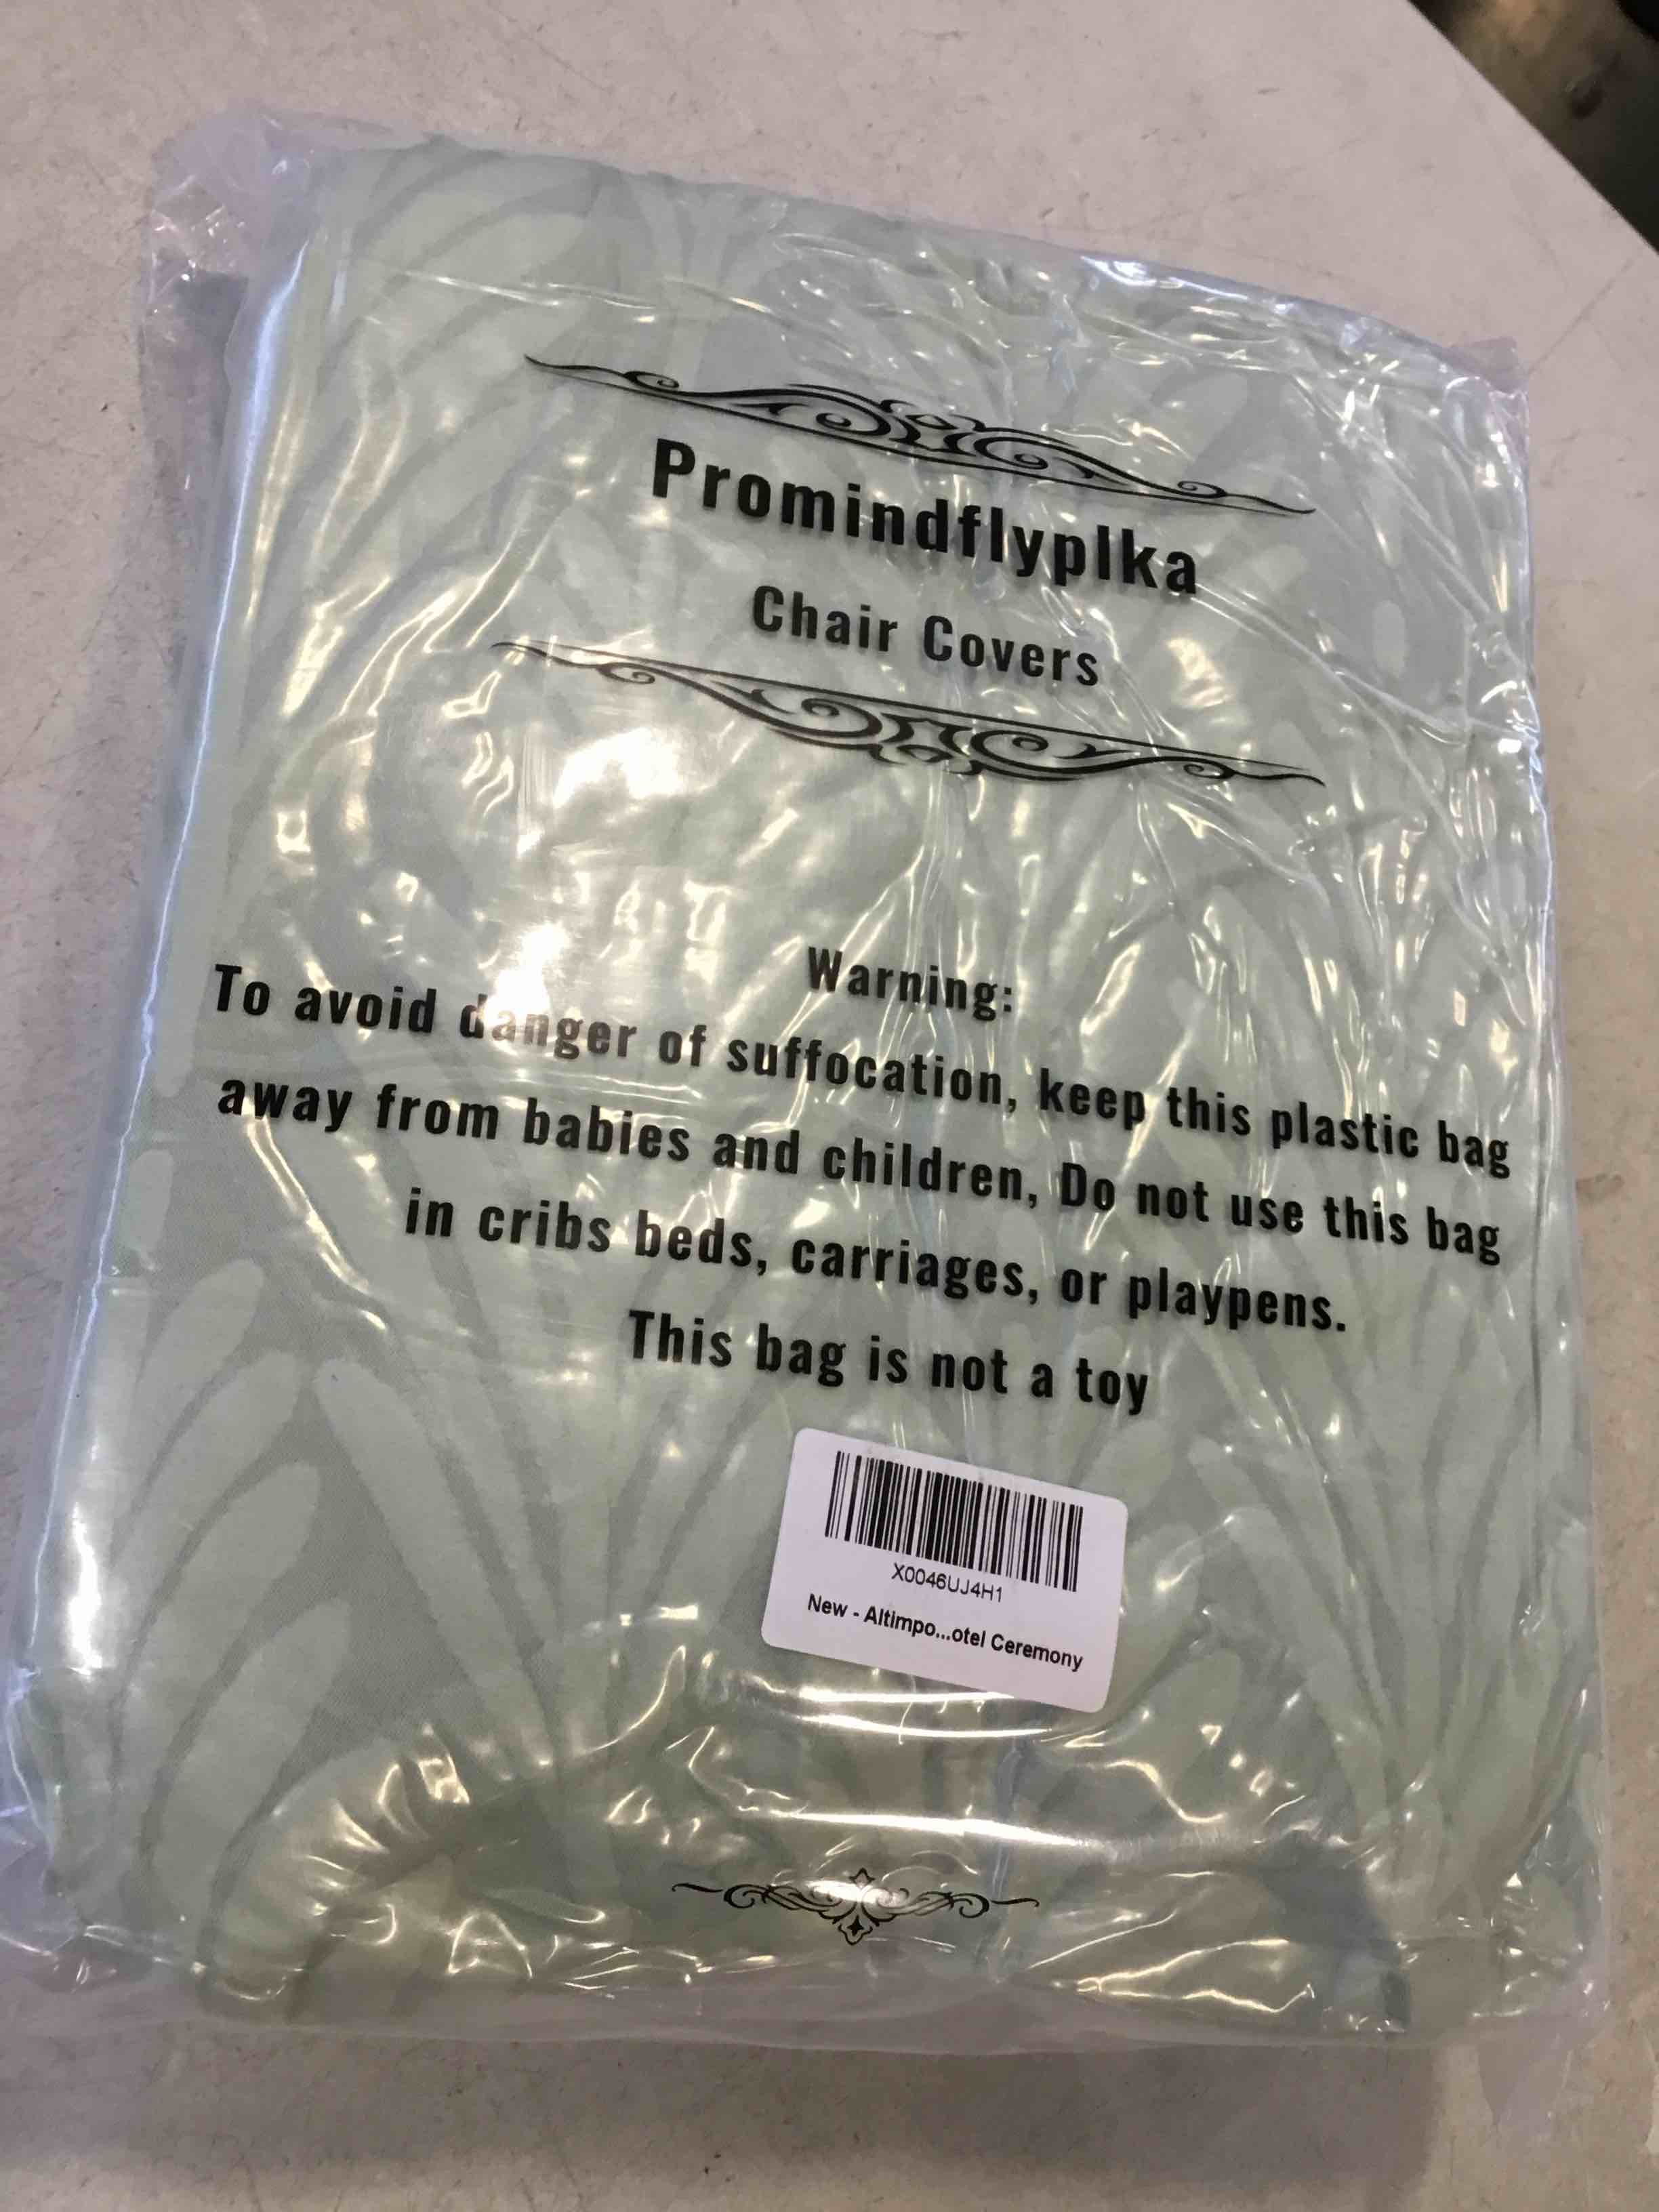 Promindflyplka
Chair Covers
Warning:
To avoid danger of suffocation, keep this plastic bag
away from babies and children, Do not use this bag
in cribs beds, carriages, or playpens.
This bag is not a toy
X0046UJ4H1
New - Altimpo...otel Ceremony